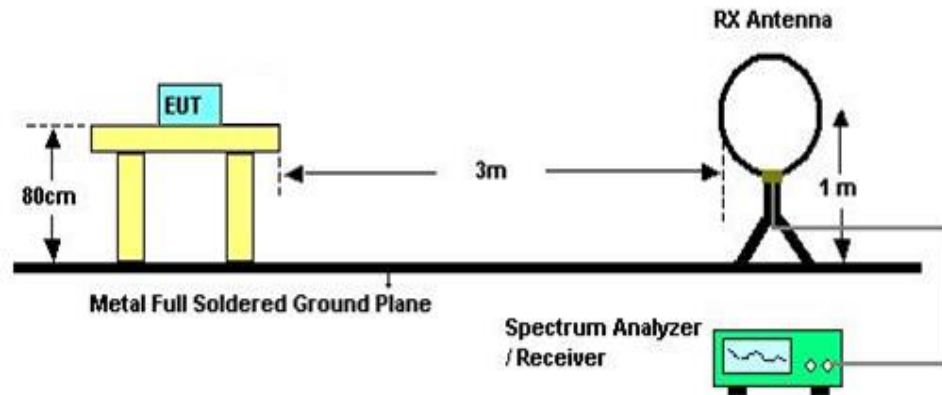 RX Antenna
EUT
3m
80cm
1 m
Metal Full Soldered Ground Plane
Spectrum Analyzer
/ Receiver